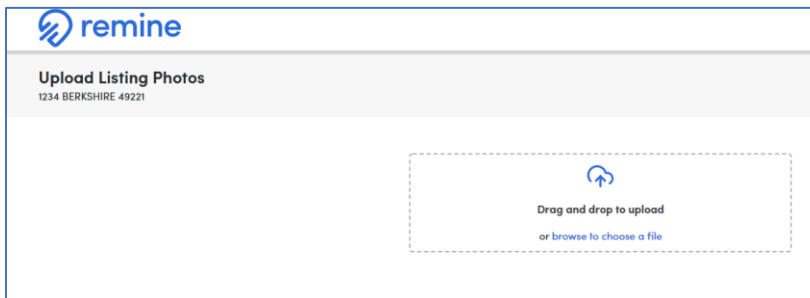 remine
Upload Listing Photos
1234 BERKSHIRE 49221
Drag and drop to upload
or browse to choose a file